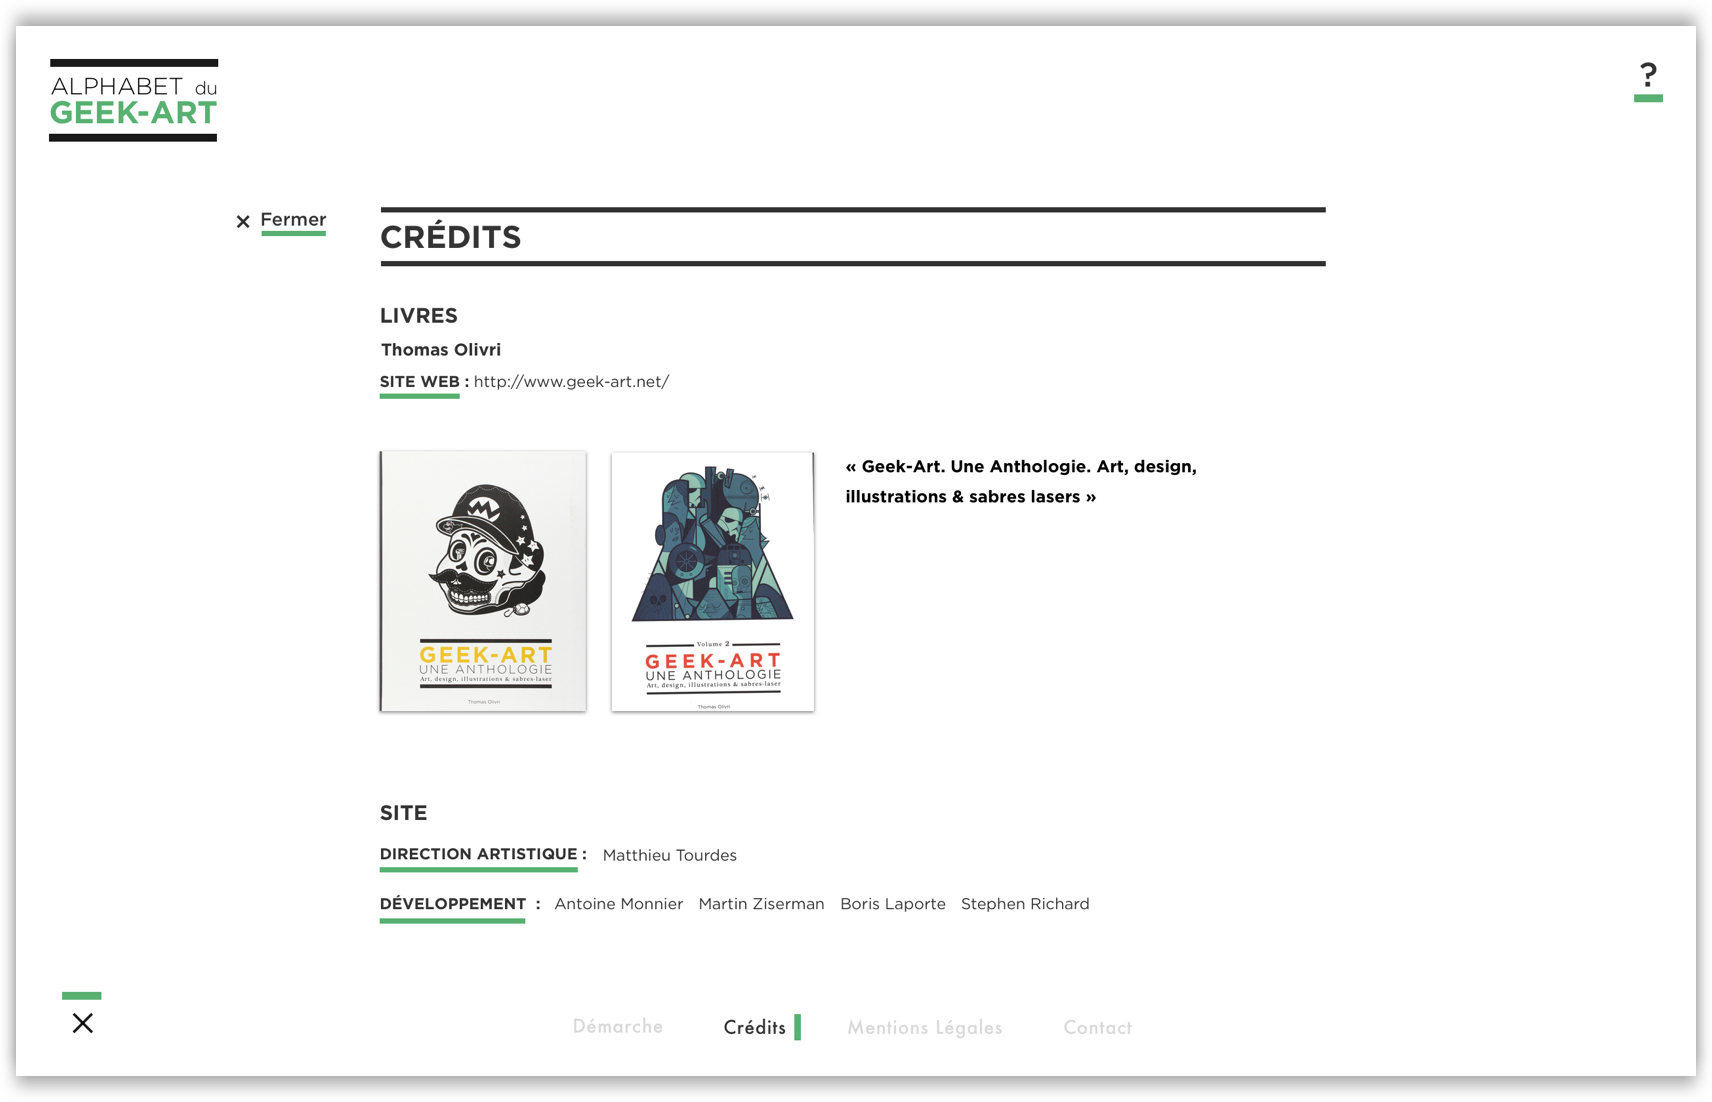 ALPHABET du
GEEK-ART
?
× Fermer
CRÉDITS
LIVRES
Thomas Olivri
SITE WEB : http://www.geek-art.net/
« Geek-Art. Une Anthologie. Art, design,
illustrations & sabres lasers »
GEEK-ART
UNE ANTHOLOGIE
Art, design, illustrations & sabres-laser
Thomas Olivri
Volume 2
GEEK-ART
UNE ANTHOLOGIE
Art, design, illustrations & sabres-laser
Thomas Olivri
SITE
DIRECTION ARTISTIQUE : Matthieu Tourdes
DÉVELOPPEMENT : Antoine Monnier Martin Ziserman Boris Laporte Stephen Richard
Démarche Crédits Mentions Légales Contact